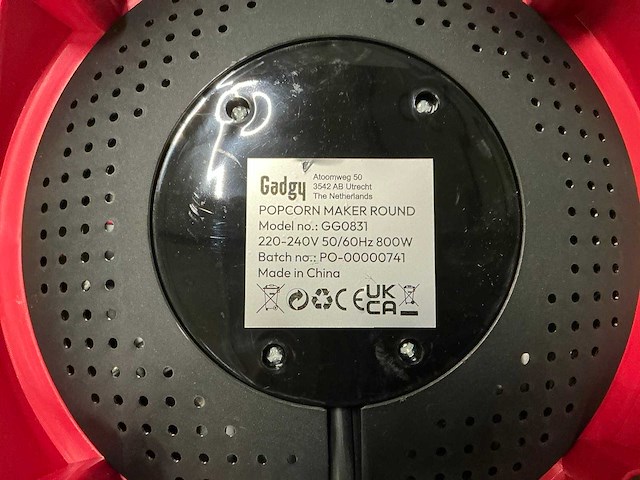 Gadgy
Atoomweg 50
3542 AB Utrecht
The Netherlands
POPCORN MAKER ROUND
Model no.: GG0831
220-240V 50/60Hz 800W
Batch no.: PO-00000741
Made in China
CE UK
CA